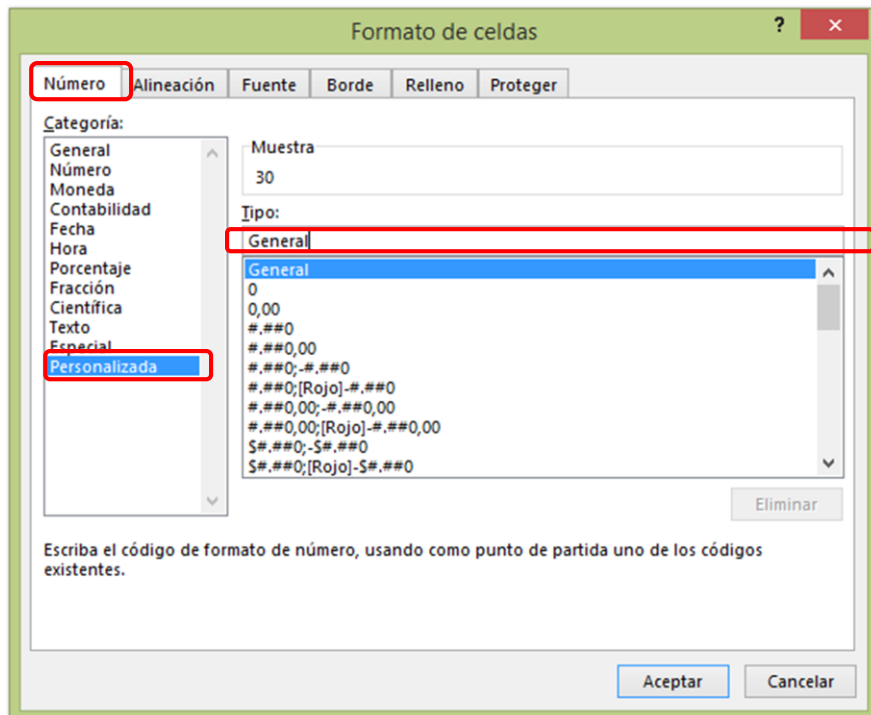 Formato de celdas
? ×
Número Alineación Fuente Borde Relleno Proteger
Categoría:
General
Número
Moneda
Contabilidad
Fecha
Hora
Porcentaje
Fracción
Científica
Texto
Especial
Personalizada
Muestra
30
Tipo:
General
General
0
0,00
#.##0
#.##0,00
#.##0;-#.##0
#.##0;[Rojo]-#.##0
#.##0,00;-#.##0,00
#.##0,00;[Rojo]-#.##0,00
$#.##0;-$#.##0
$#.##0;[Rojo]-$#.##0
Eliminar
Escriba el código de formato de número, usando como punto de partida uno de los códigos
existentes.
Aceptar Cancelar